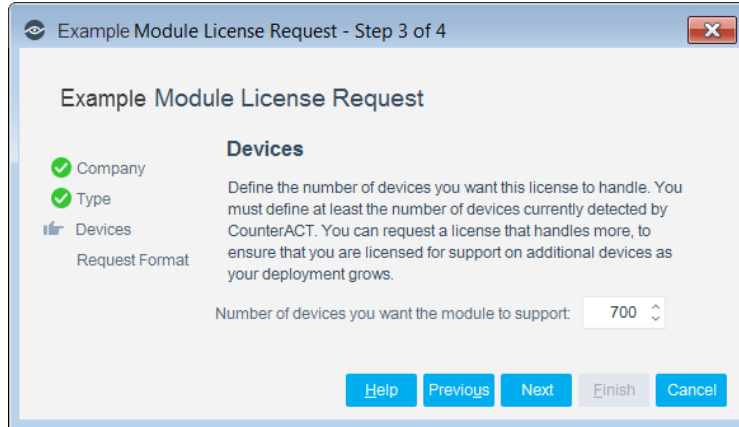 Example Module License Request - Step 3 of 4
Example Module License Request
Company
Type
Devices
Request Format
Devices
Define the number of devices you want this license to handle. You
must define at least the number of devices currently detected by
CounterACT. You can request a license that handles more, to
ensure that you are licensed for support on additional devices as
your deployment grows.
Number of devices you want the module to support: 700
Help Previous Next Finish Cancel